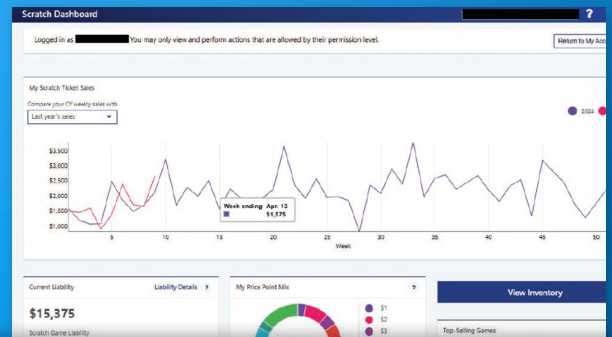 Scratch Dashboard
?
Logged in as You may only view and perform actions that are allowed by their permission level.
Return to My Acc
My Scratch Ticket Sales
Compare your CY weekly sales with
Last year's sales
2024
$3,500
$3,000
$2,500
$2,000
$1,500
$1,000
Week ending Apr. 13
$1,575
5 10 15 20 25 30 35 40 45 50
Week
Current Liability Liability Details ?
$15,375
Scratch Game Liability
My Price Point Mix ?
$1
$2
$3
View Inventory
Top-Selling Games